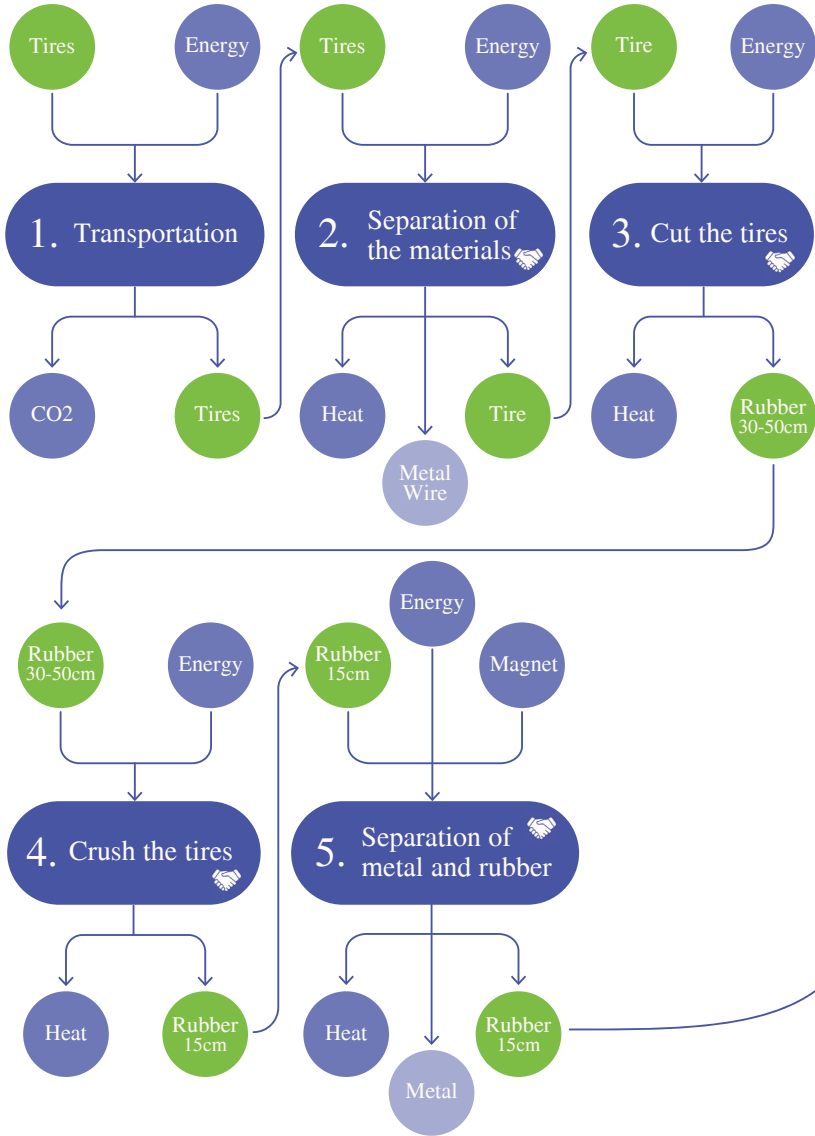 Tires
Energy
Tires
Energy
Tire
Energy
1. Transportation
2. Separation of
the materials
3. Cut the tires
CO2
Tires
Heat
Metal
Wire
Tire
Heat
Rubber
30-50cm
Rubber
30-50cm
Energy
Rubber
15cm
Energy
Magnet
4. Crush the tires
5. Separation of
metal and rubber
Heat
Rubber
15cm
Heat
Metal
Rubber
15cm